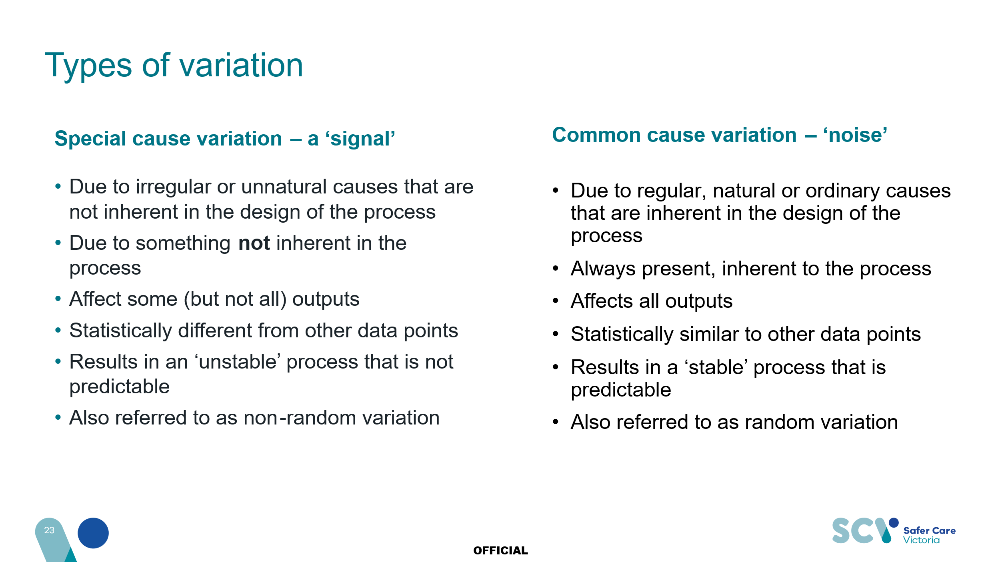 Types of variation
Special cause variation – a ‘signal’
• Due to irregular or unnatural causes that are
not inherent in the design of the process
• Due to something not inherent in the
process
• Affect some (but not all) outputs
• Statistically different from other data points
• Results in an ‘unstable’ process that is not
predictable
• Also referred to as non-random variation
Common cause variation – ‘noise’
• Due to regular, natural or ordinary causes
that are inherent in the design of the
process
• Always present, inherent to the process
• Affects all outputs
• Statistically similar to other data points
• Results in a ‘stable’ process that is
predictable
• Also referred to as random variation
23
OFFICIAL
SCV
Safer Care
Victoria